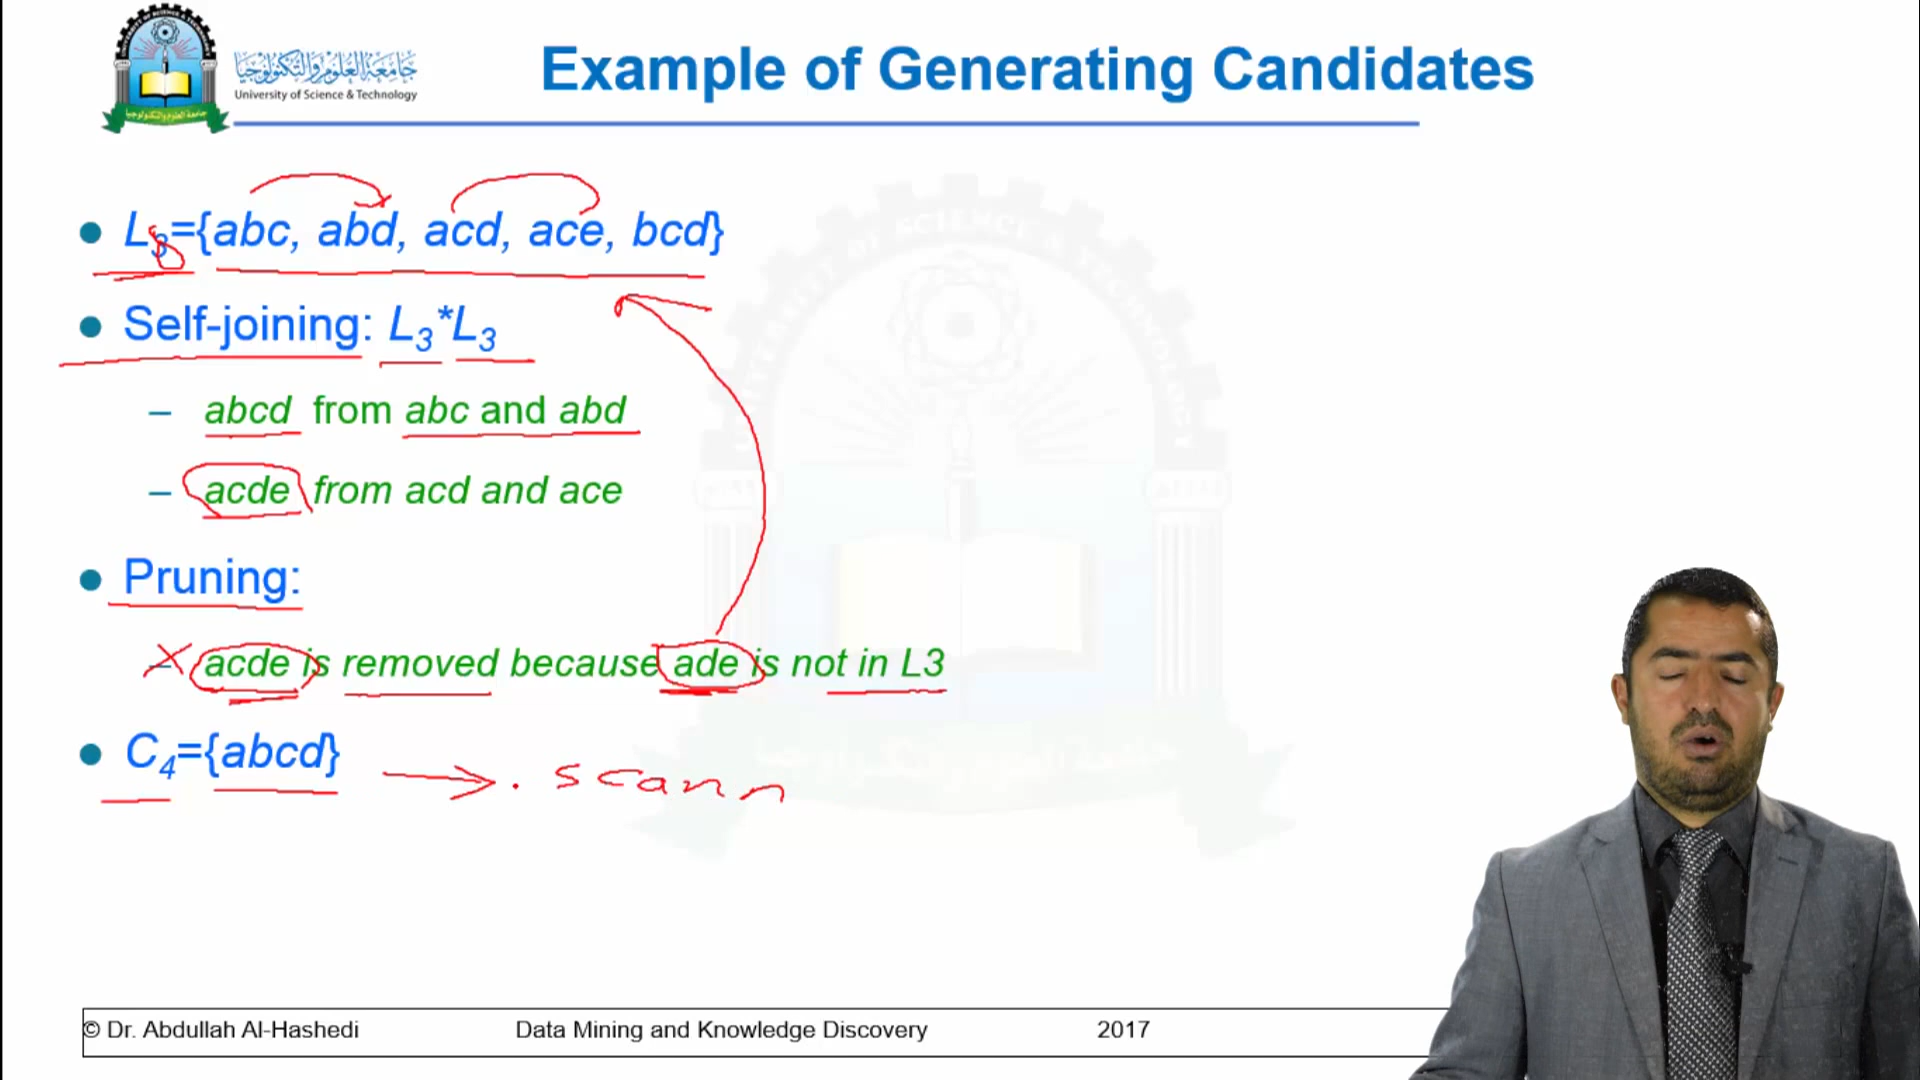 جامعة العلوم والتكنولوجيا
University of Science & Technology
Example of Generating Candidates
L3={abc, abd, acd, ace, bcd}
Self-joining: L3*L3
– abcd from abc and abd
– acde from acd and ace
Pruning:
– acde is removed because ade is not in L3
C4={abcd} → . scann
© Dr. Abdullah Al-Hashedi Data Mining and Knowledge Discovery 2017